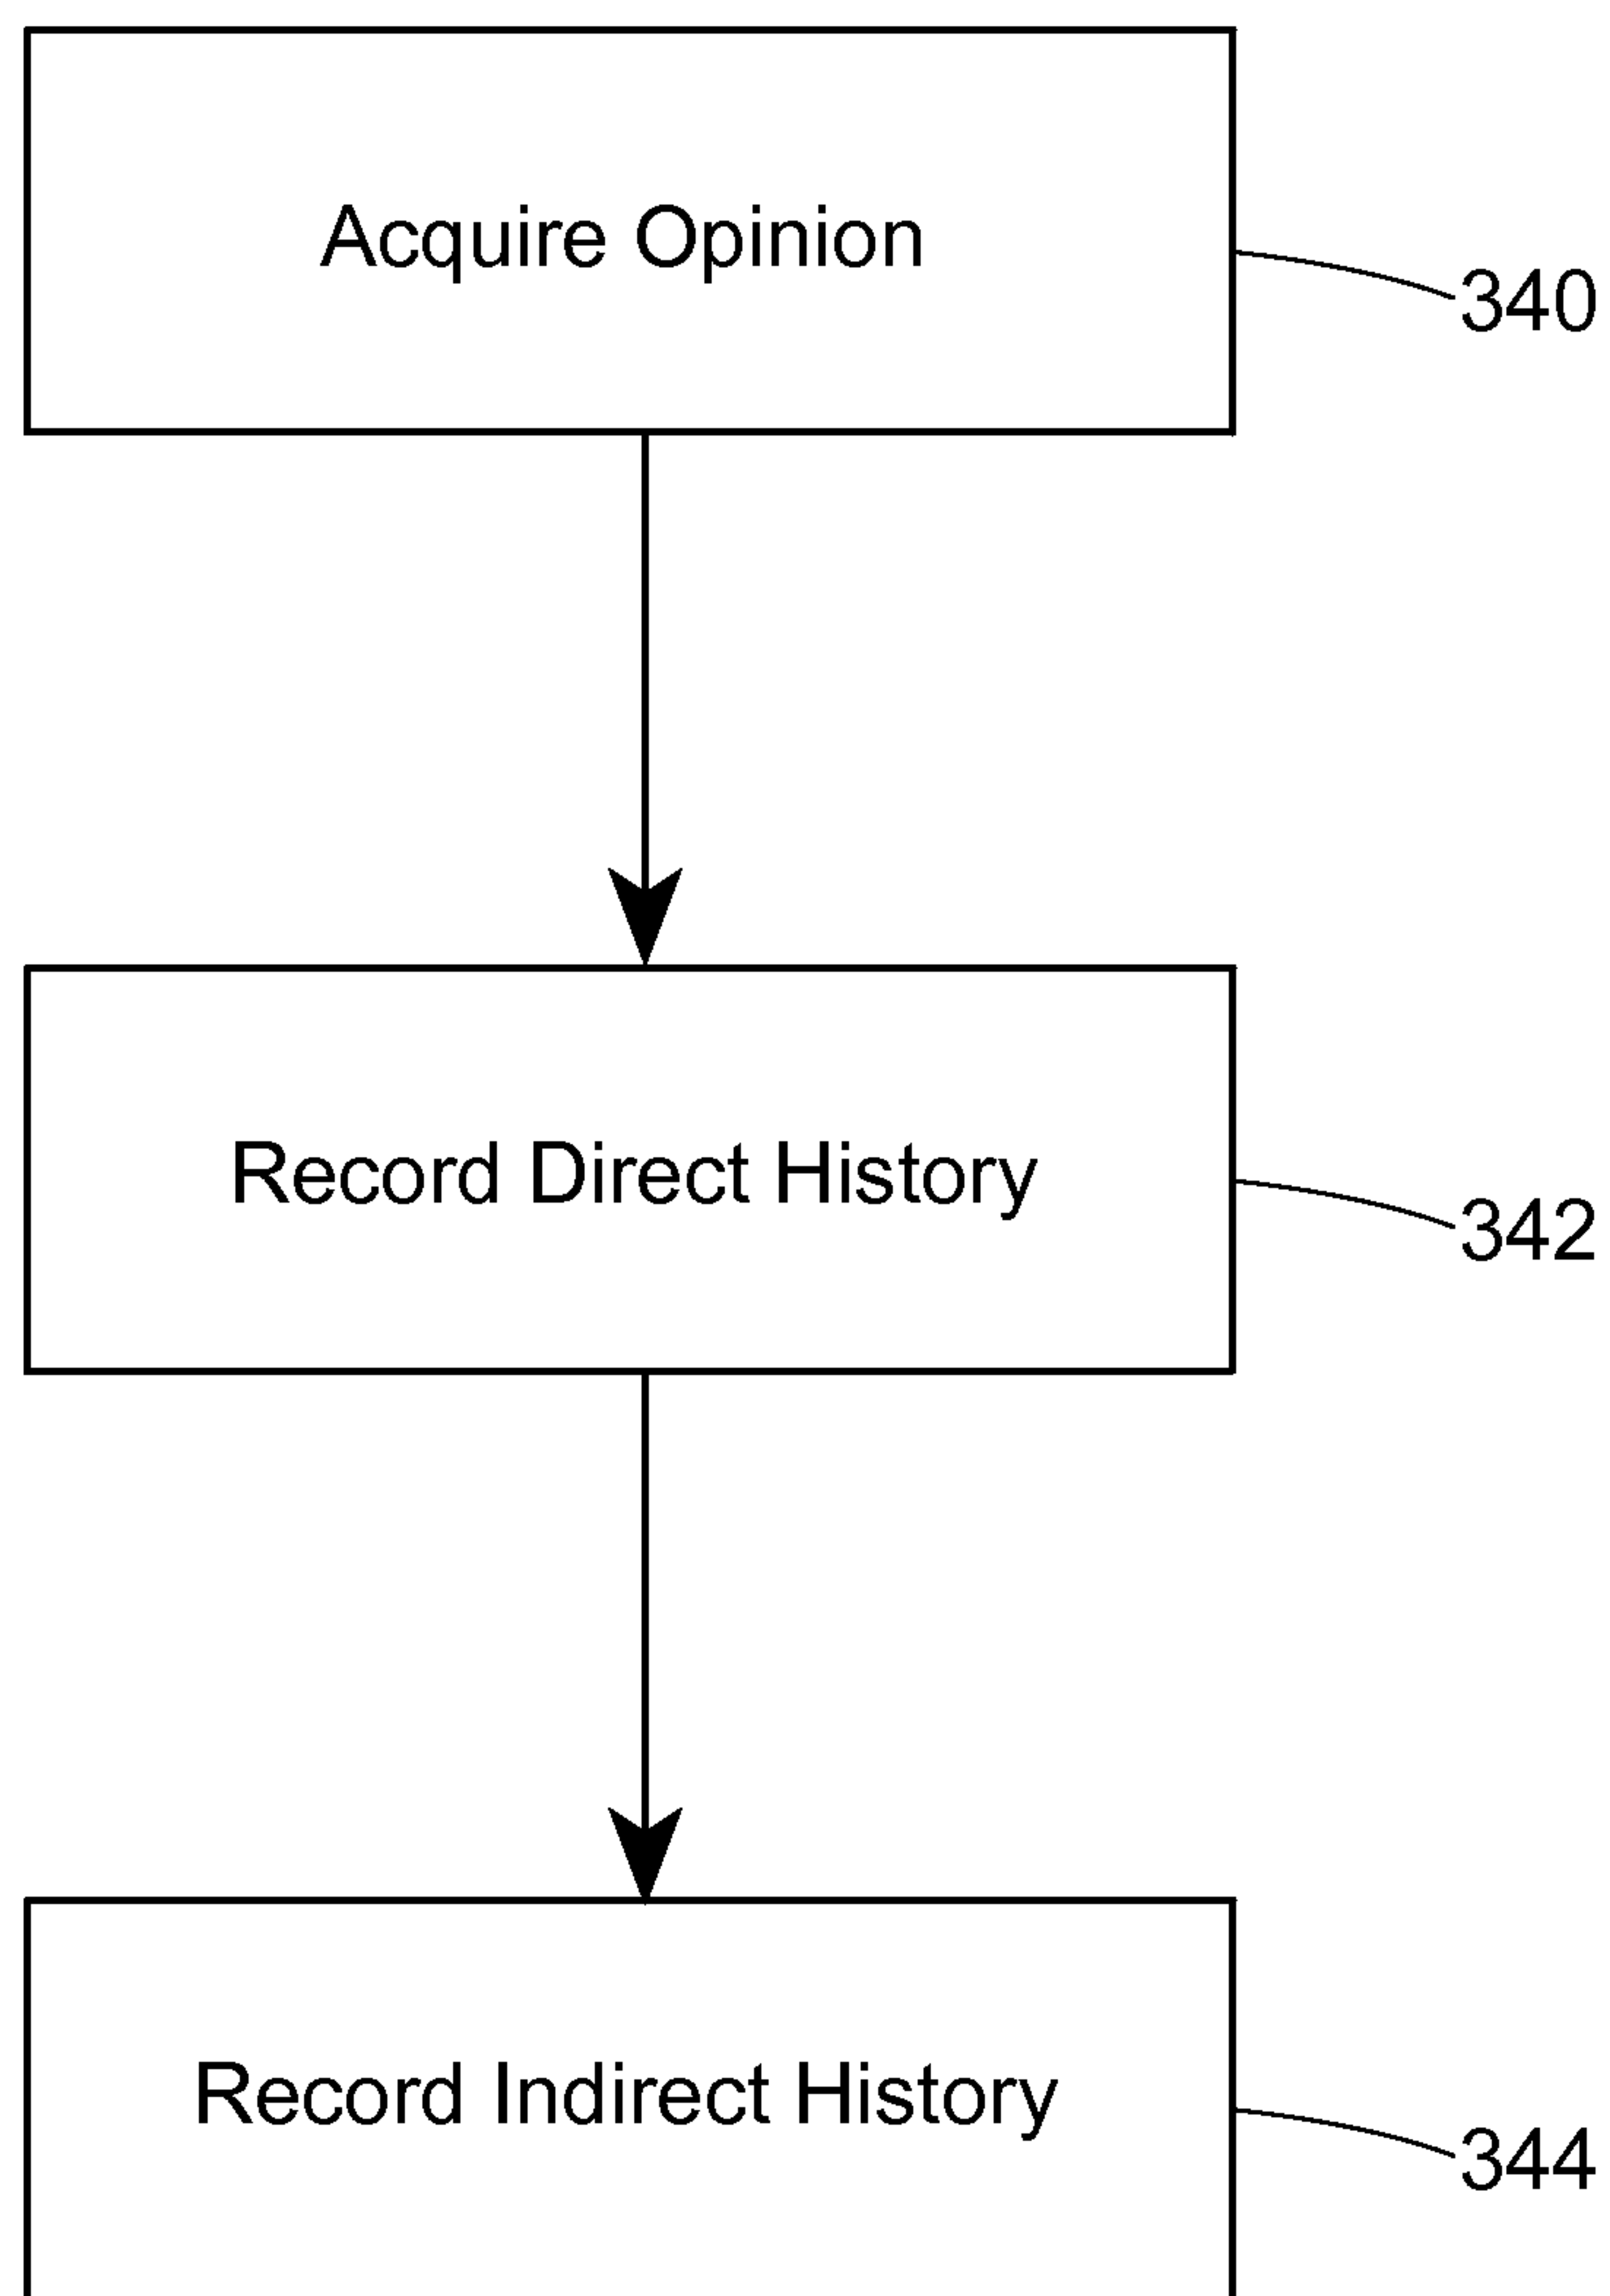 Acquire Opinion
340
Record Direct History
342
Record Indirect History
344